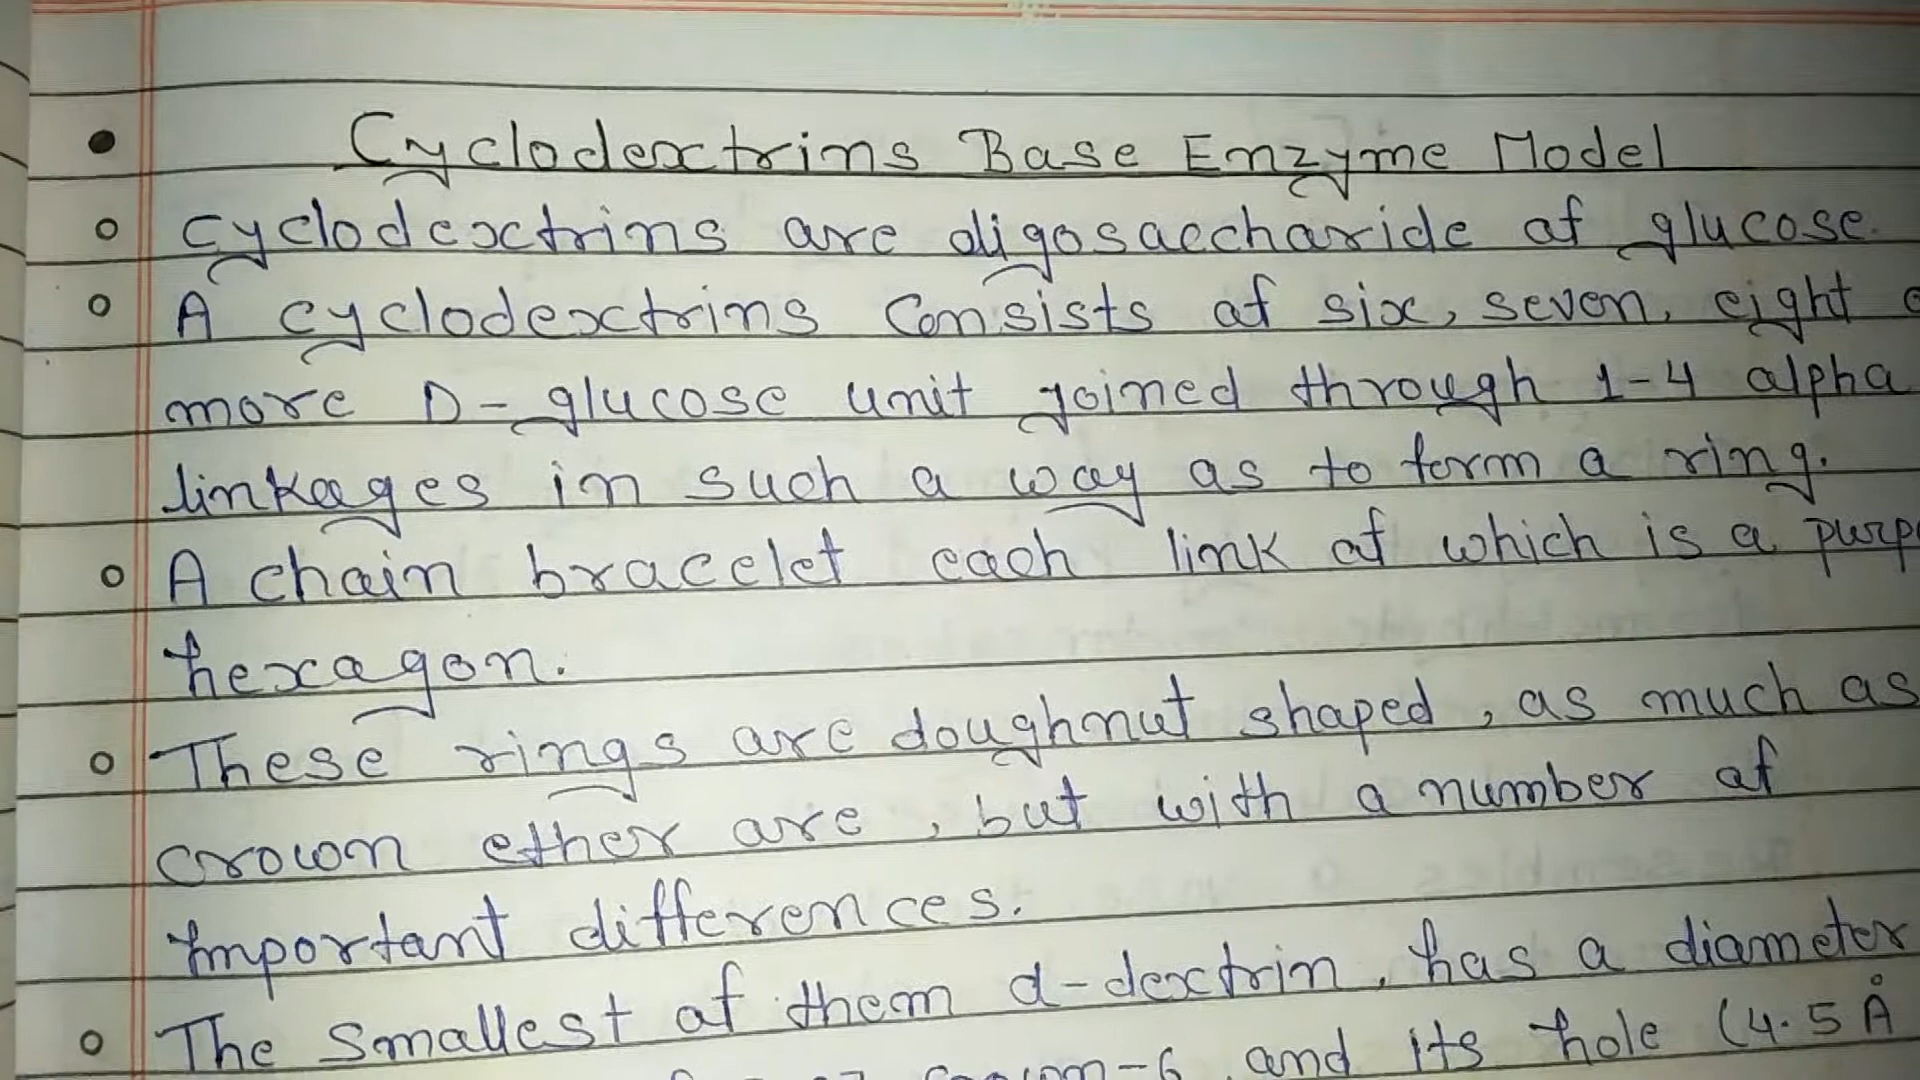 Cyclodextrins Base Enzyme Model
cyclodextrins are oligosaccharide of glucose.
A cyclodextrins consists of six, seven, eight
more D-glucose unit joined through 1-4 alpha
linkages in such a way as to form a ring.
A chain bracelet each link of which is a
hexagon.
These rings are doughnut shaped, as much as
crown ether are, but with a number of
important differences.
The smallest of them α-dextrin, has a diameter
crown-6, and its hole (4.5 Å